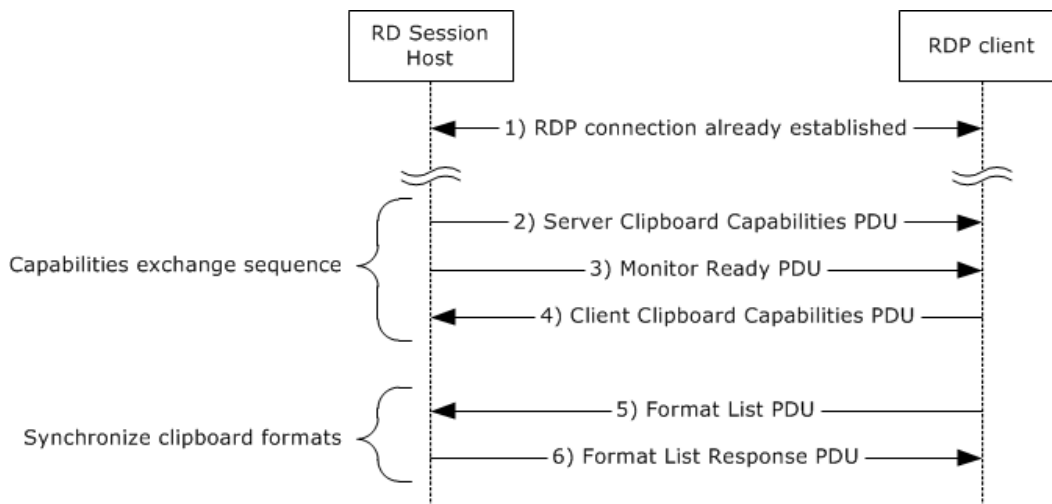 RD Session
Host
RDP client
1) RDP connection already established
2) Server Clipboard Capabilities PDU
Capabilities exchange sequence
3) Monitor Ready PDU
4) Client Clipboard Capabilities PDU
5) Format List PDU
Synchronize clipboard formats
6) Format List Response PDU